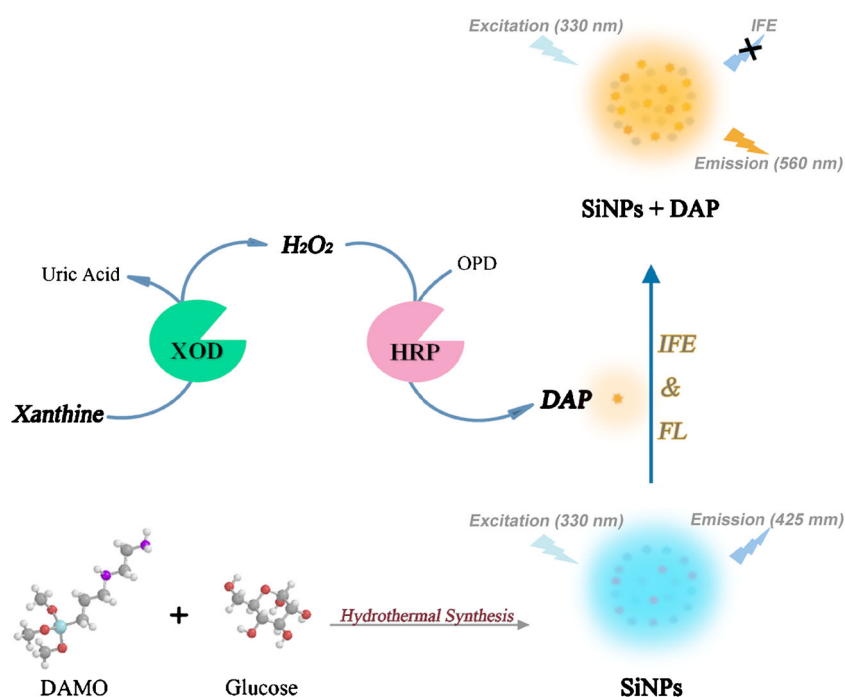 Excitation (330 nm)
IFE
Emission (560 nm)
SiNPs + DAP
H₂O₂
Uric Acid
OPD
XOD
HRP
IFE
&
FL
Xanthine
DAP
Excitation (330 nm)
Emission (425 mm)
Hydrothermal Synthesis
+
DAMO
Glucose
SiNPs